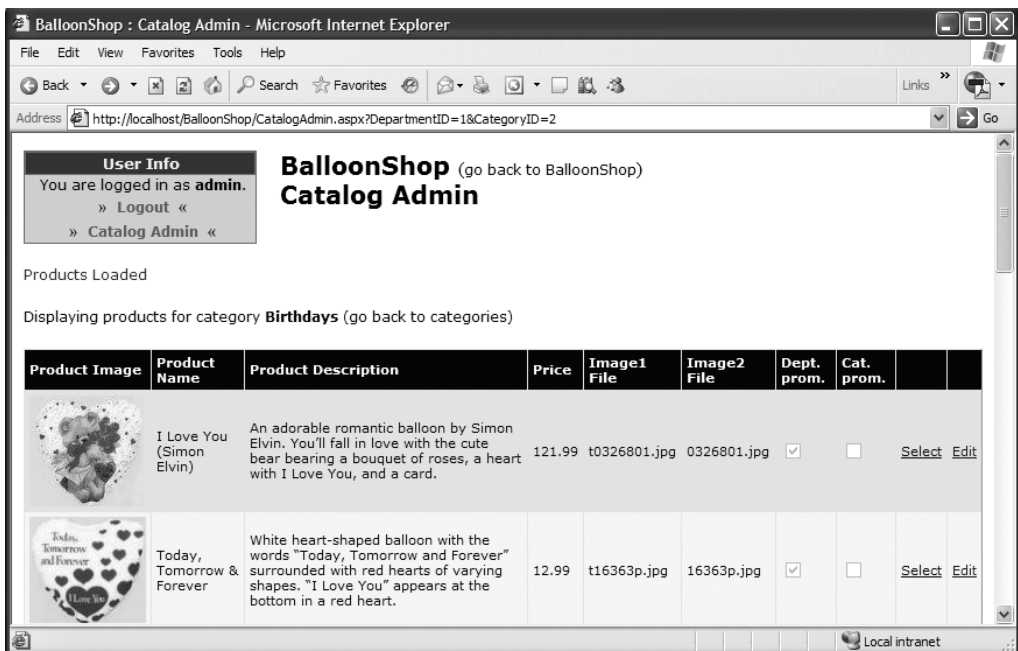 BalloonShop : Catalog Admin - Microsoft Internet Explorer
File Edit View Favorites Tools Help
Back Search Favorites Links »
Address http://localhost/BalloonShop/CatalogAdmin.aspx?DepartmentID=1&CategoryID=2 Go
User Info
You are logged in as admin.
» Logout «
» Catalog Admin «
BalloonShop (go back to BalloonShop)
Catalog Admin
Products Loaded
Displaying products for category Birthdays (go back to categories)
Product Image Product Name Product Description Price Image1 File Image2 File Dept. prom. Cat. prom.
I Love You
(Simon
Elvin)
An adorable romantic balloon by Simon
Elvin. You'll fall in love with the cute
bear bearing a bouquet of roses, a heart
with I Love You, and a card.
121.99 t0326801.jpg 0326801.jpg Select Edit
Today,
Tomorrow
and Forever
I Love You
Today,
Tomorrow &
Forever
White heart-shaped balloon with the
words “Today, Tomorrow and Forever”
surrounded with red hearts of varying
shapes. “I Love You” appears at the
bottom in a red heart.
12.99 t16363p.jpg 16363p.jpg Select Edit
Local intranet